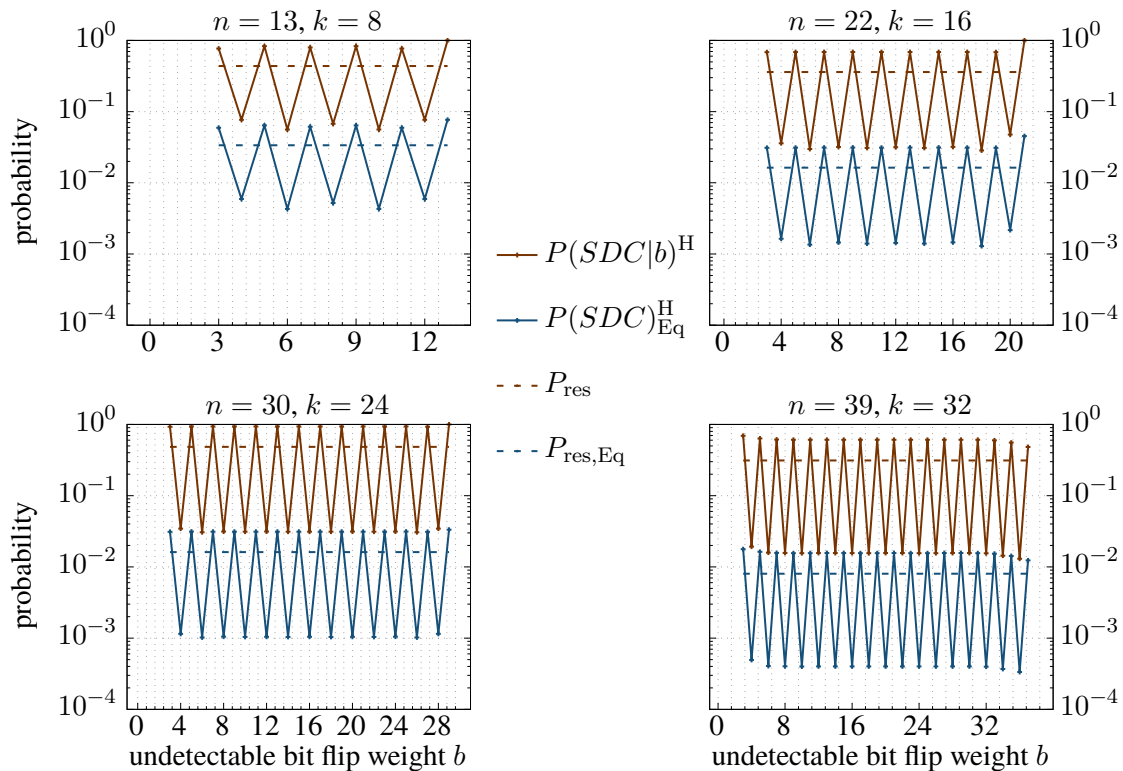 n = 13, k = 8
n = 22, k = 16
10^0
10^-1
10^-2
10^-3
10^-4
probability
0 3 6 9 12
10^0
10^-1
10^-2
10^-3
10^-4
0 4 8 12 16 20
P(SDC|b)^H
P(SDC)^H_Eq
P_res
P_res,Eq
n = 30, k = 24
n = 39, k = 32
10^0
10^-1
10^-2
10^-3
10^-4
probability
0 4 8 12 16 20 24 28
undetectable bit flip weight b
10^0
10^-1
10^-2
10^-3
10^-4
0 8 16 24 32
undetectable bit flip weight b